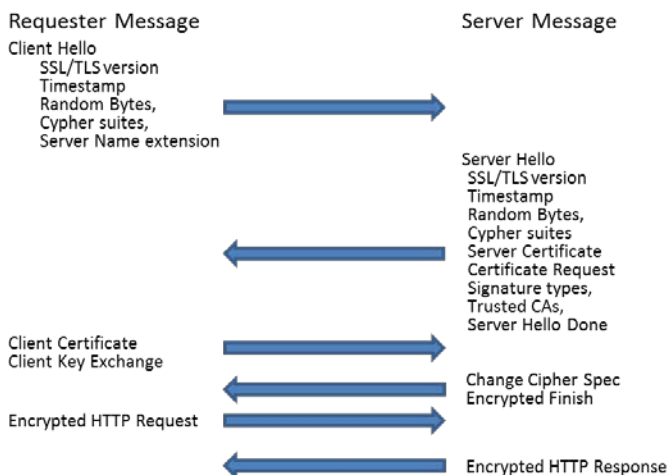 Requester Message
Server Message
Client Hello
SSL/TLS version
Timestamp
Random Bytes,
Cypher suites,
Server Name extension
Server Hello
SSL/TLS version
Timestamp
Random Bytes,
Cypher suites
Server Certificate
Certificate Request
Signature types,
Trusted CAs,
Server Hello Done
Client Certificate
Client Key Exchange
Change Cipher Spec
Encrypted Finish
Encrypted HTTP Request
Encrypted HTTP Response